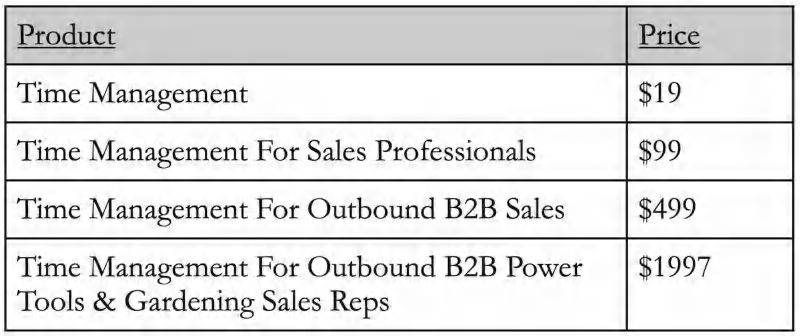 Product Price
Time Management $19
Time Management For Sales Professionals $99
Time Management For Outbound B2B Sales $499
Time Management For Outbound B2B Power $1997
Tools & Gardening Sales Reps